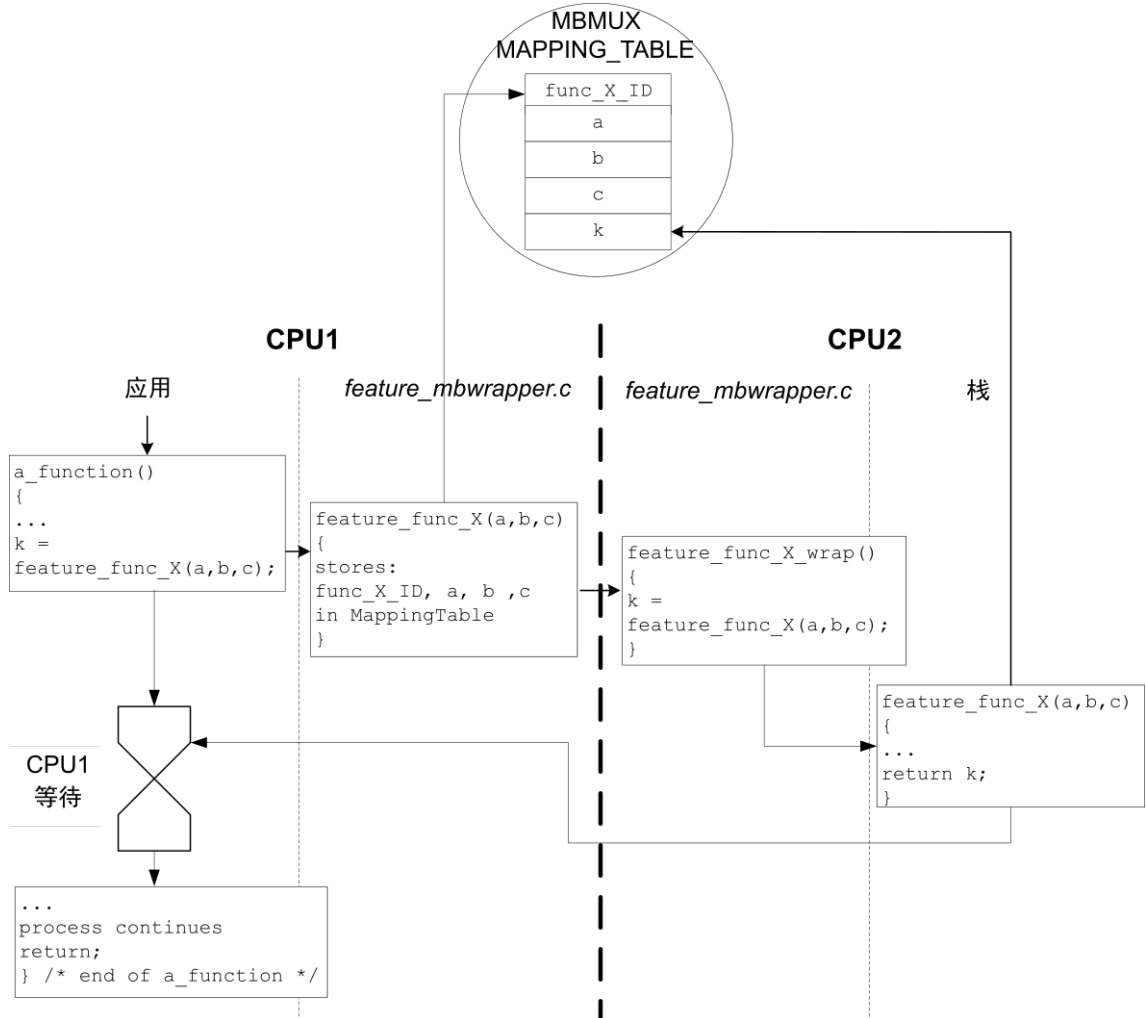 MBMUX
MAPPING_TABLE
func_X_ID
a
b
c
k
CPU1
CPU2
应用
feature_mbwrapper.c
feature_mbwrapper.c
栈
a_function()
{
...
k =
feature_func_X(a,b,c);
feature_func_X(a,b,c)
{
stores:
func_X_ID, a, b ,c
in MappingTable
}
feature_func_X_wrap()
{
k =
feature_func_X(a,b,c);
}
feature_func_X(a,b,c)
{
...
return k;
}
CPU1
等待
...
process continues
return;
} /* end of a_function */